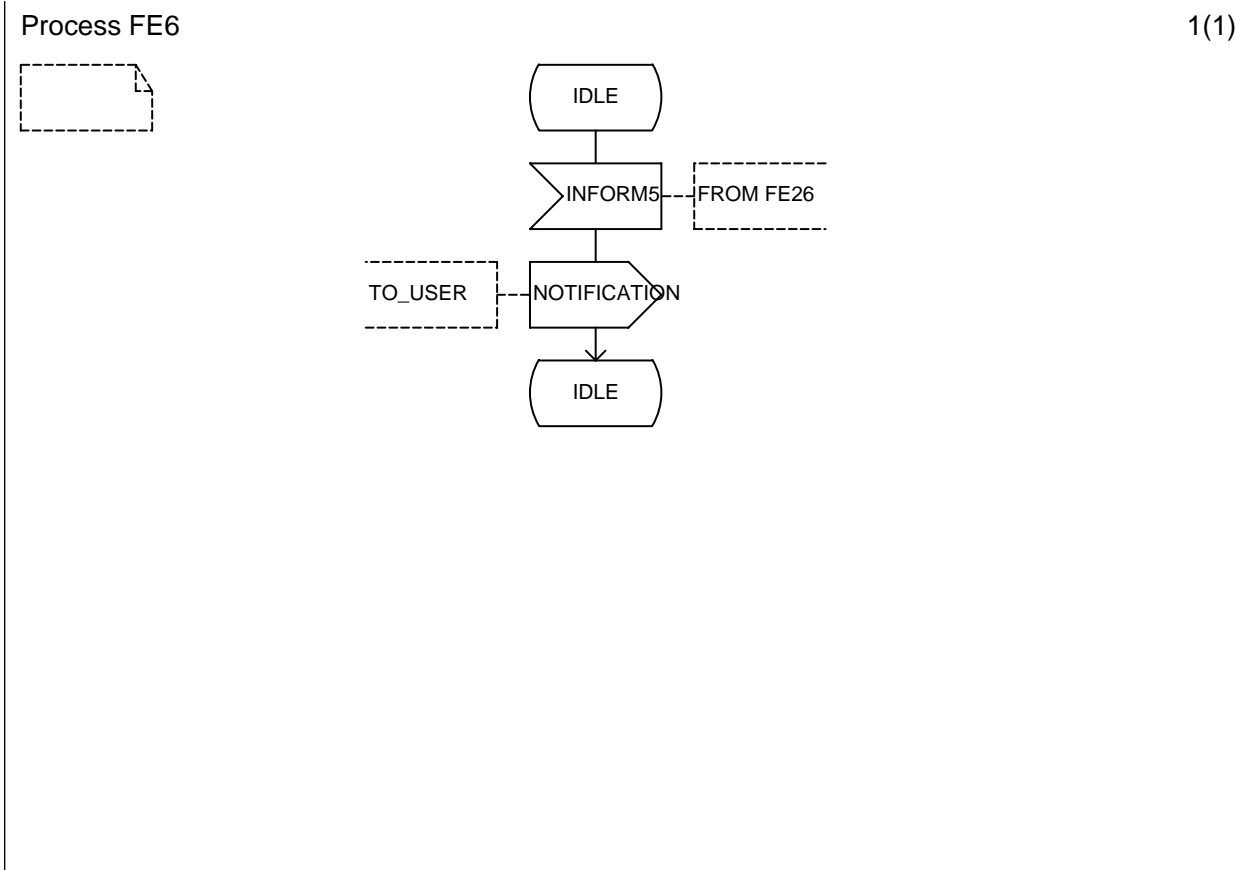 Process FE6
1(1)
IDLE
INFORM5
FROM FE26
TO_USER
NOTIFICATION
IDLE